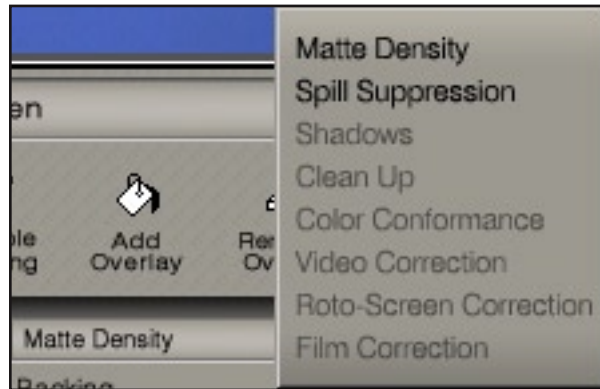 en
Add
Overlay
Matte Density
Matte Density
Spill Suppression
Shadows
Clean Up
Color Conformance
Video Correction
Roto-Screen Correction
Film Correction